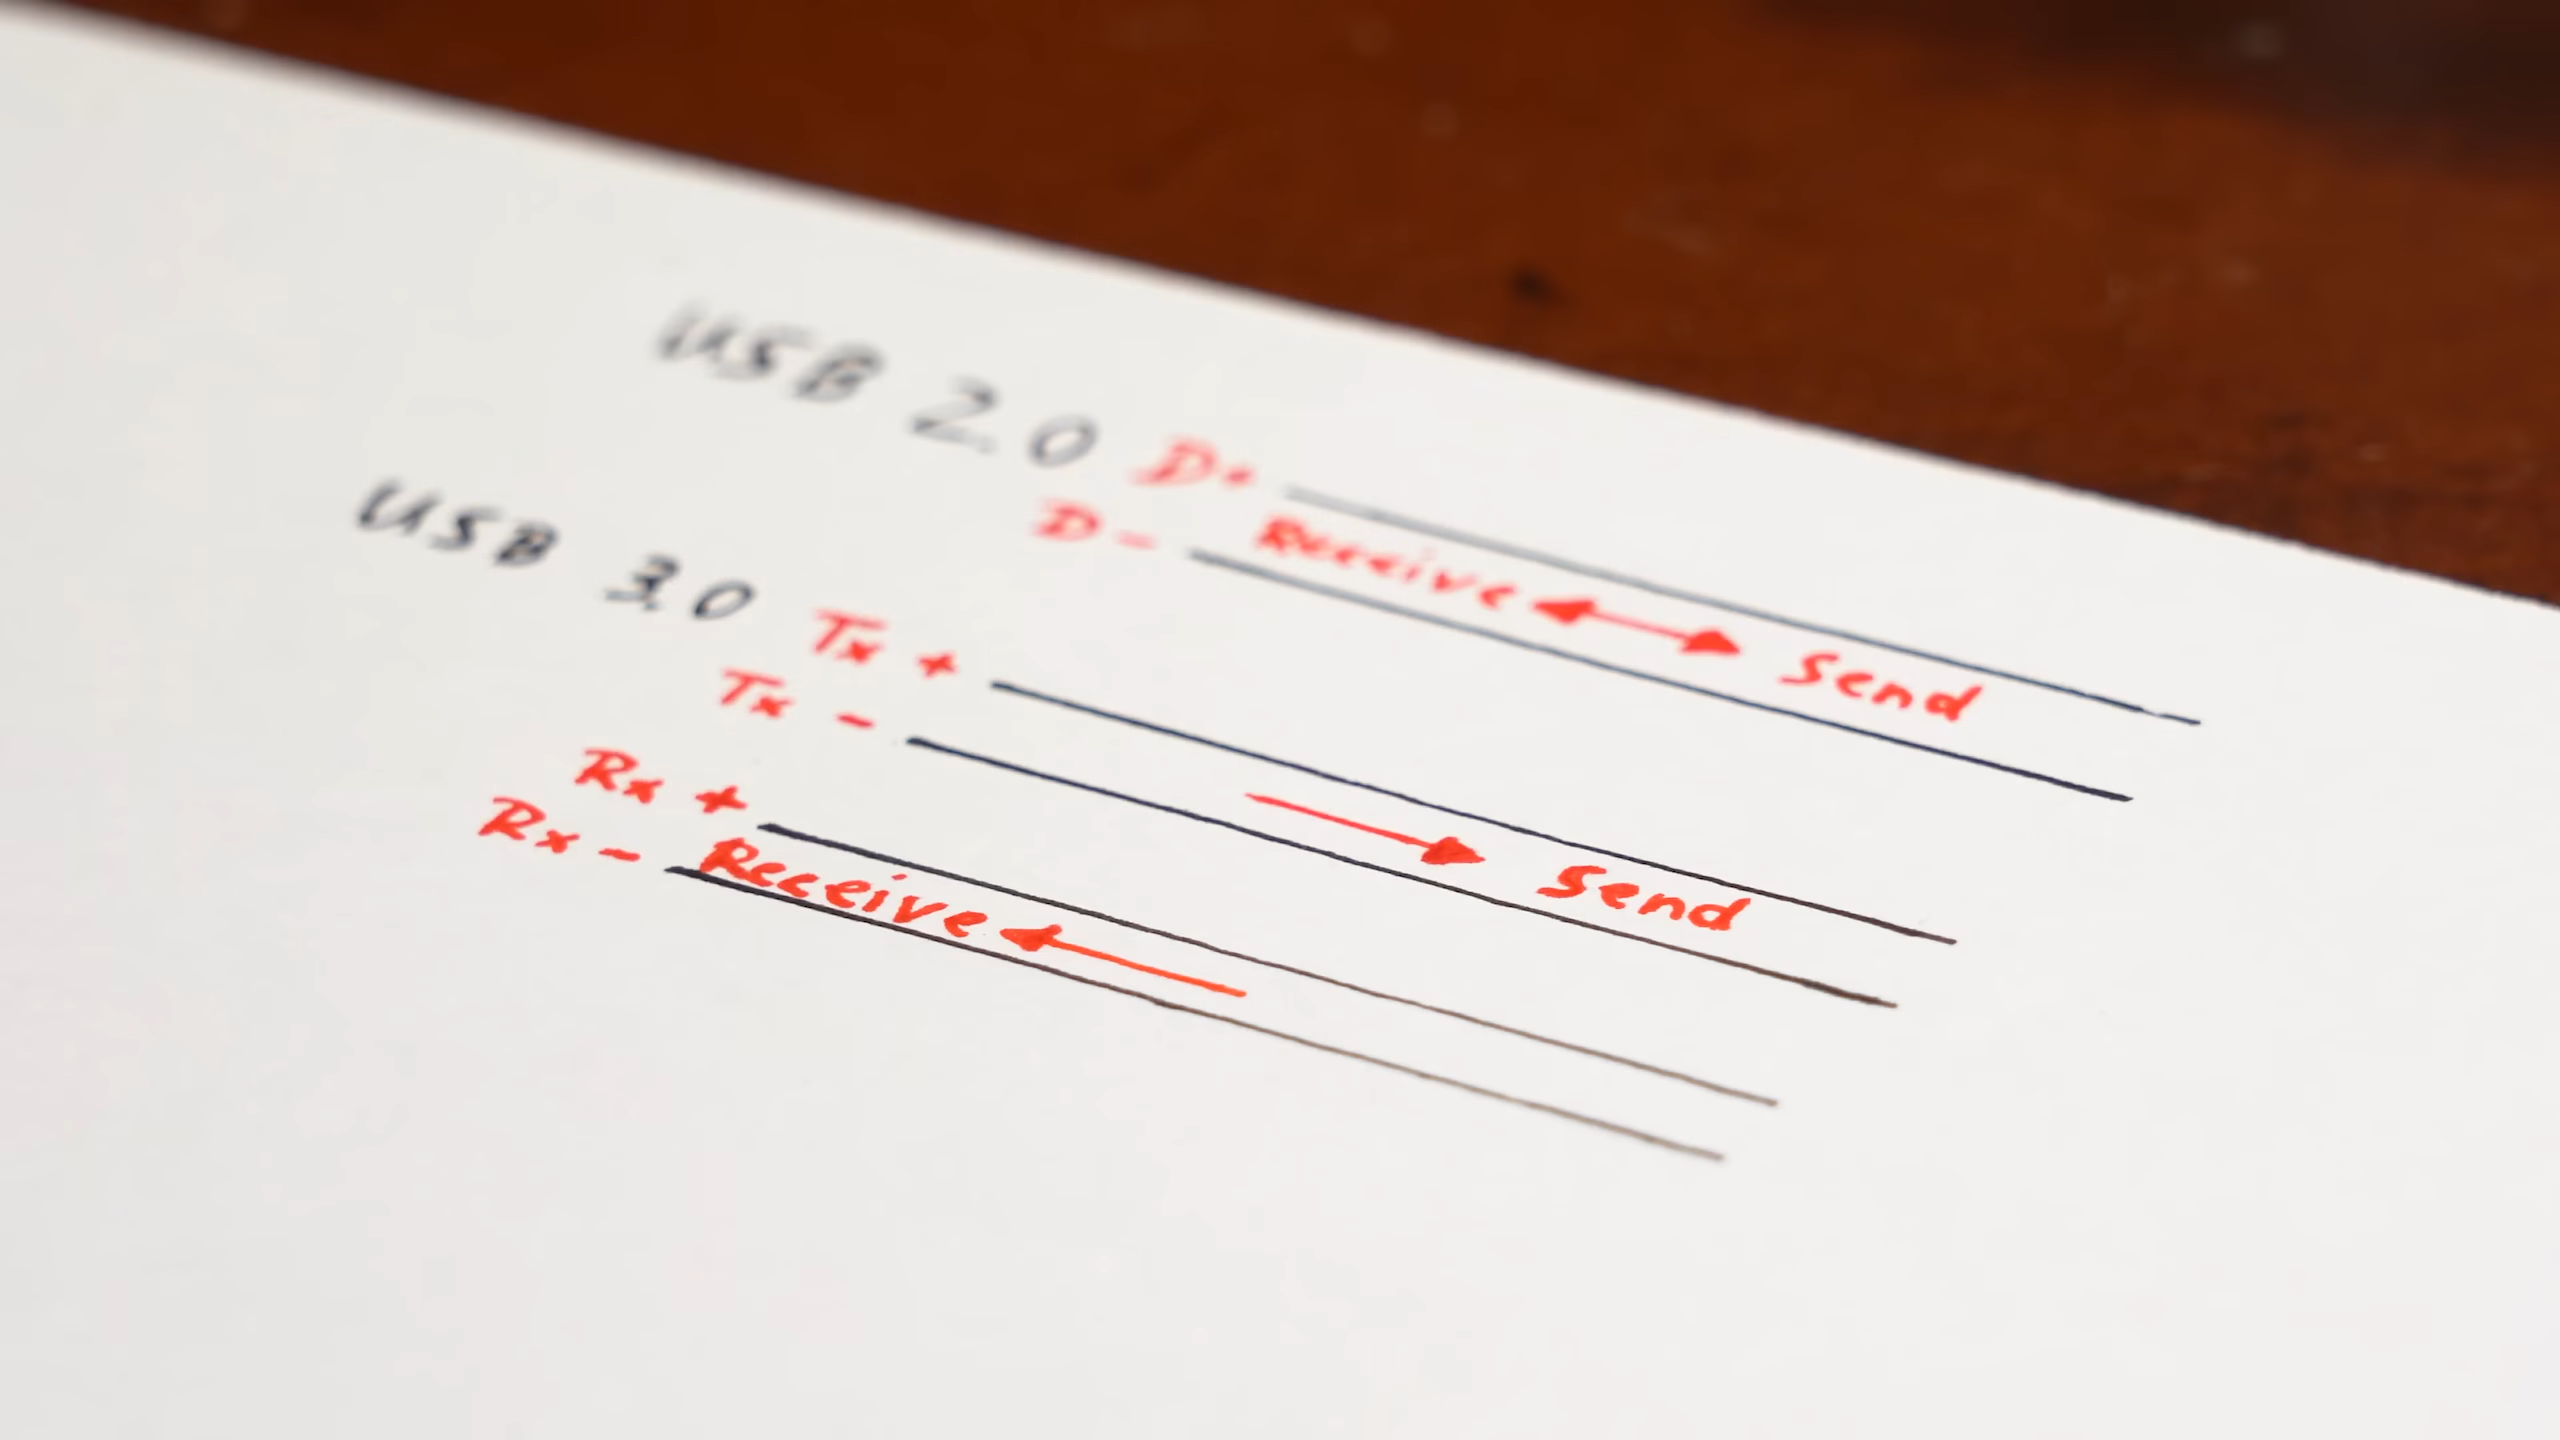 USB 2.0 D+
D- Receive Send
USB 3.0 Tx +
Tx -
Send
Rx +
Rx - Receive